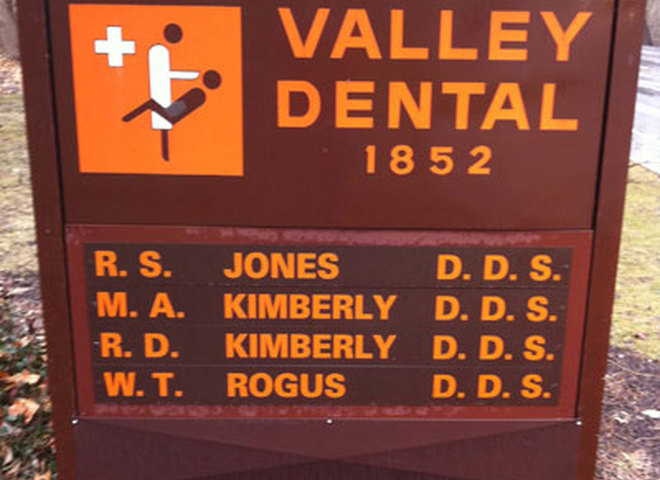 VALLEY
DENTAL
1852
R. S. JONES D. D. S.
M. A. KIMBERLY D. D. S.
R. D. KIMBERLY D. D. S.
W. T. ROGUS D. D. S.